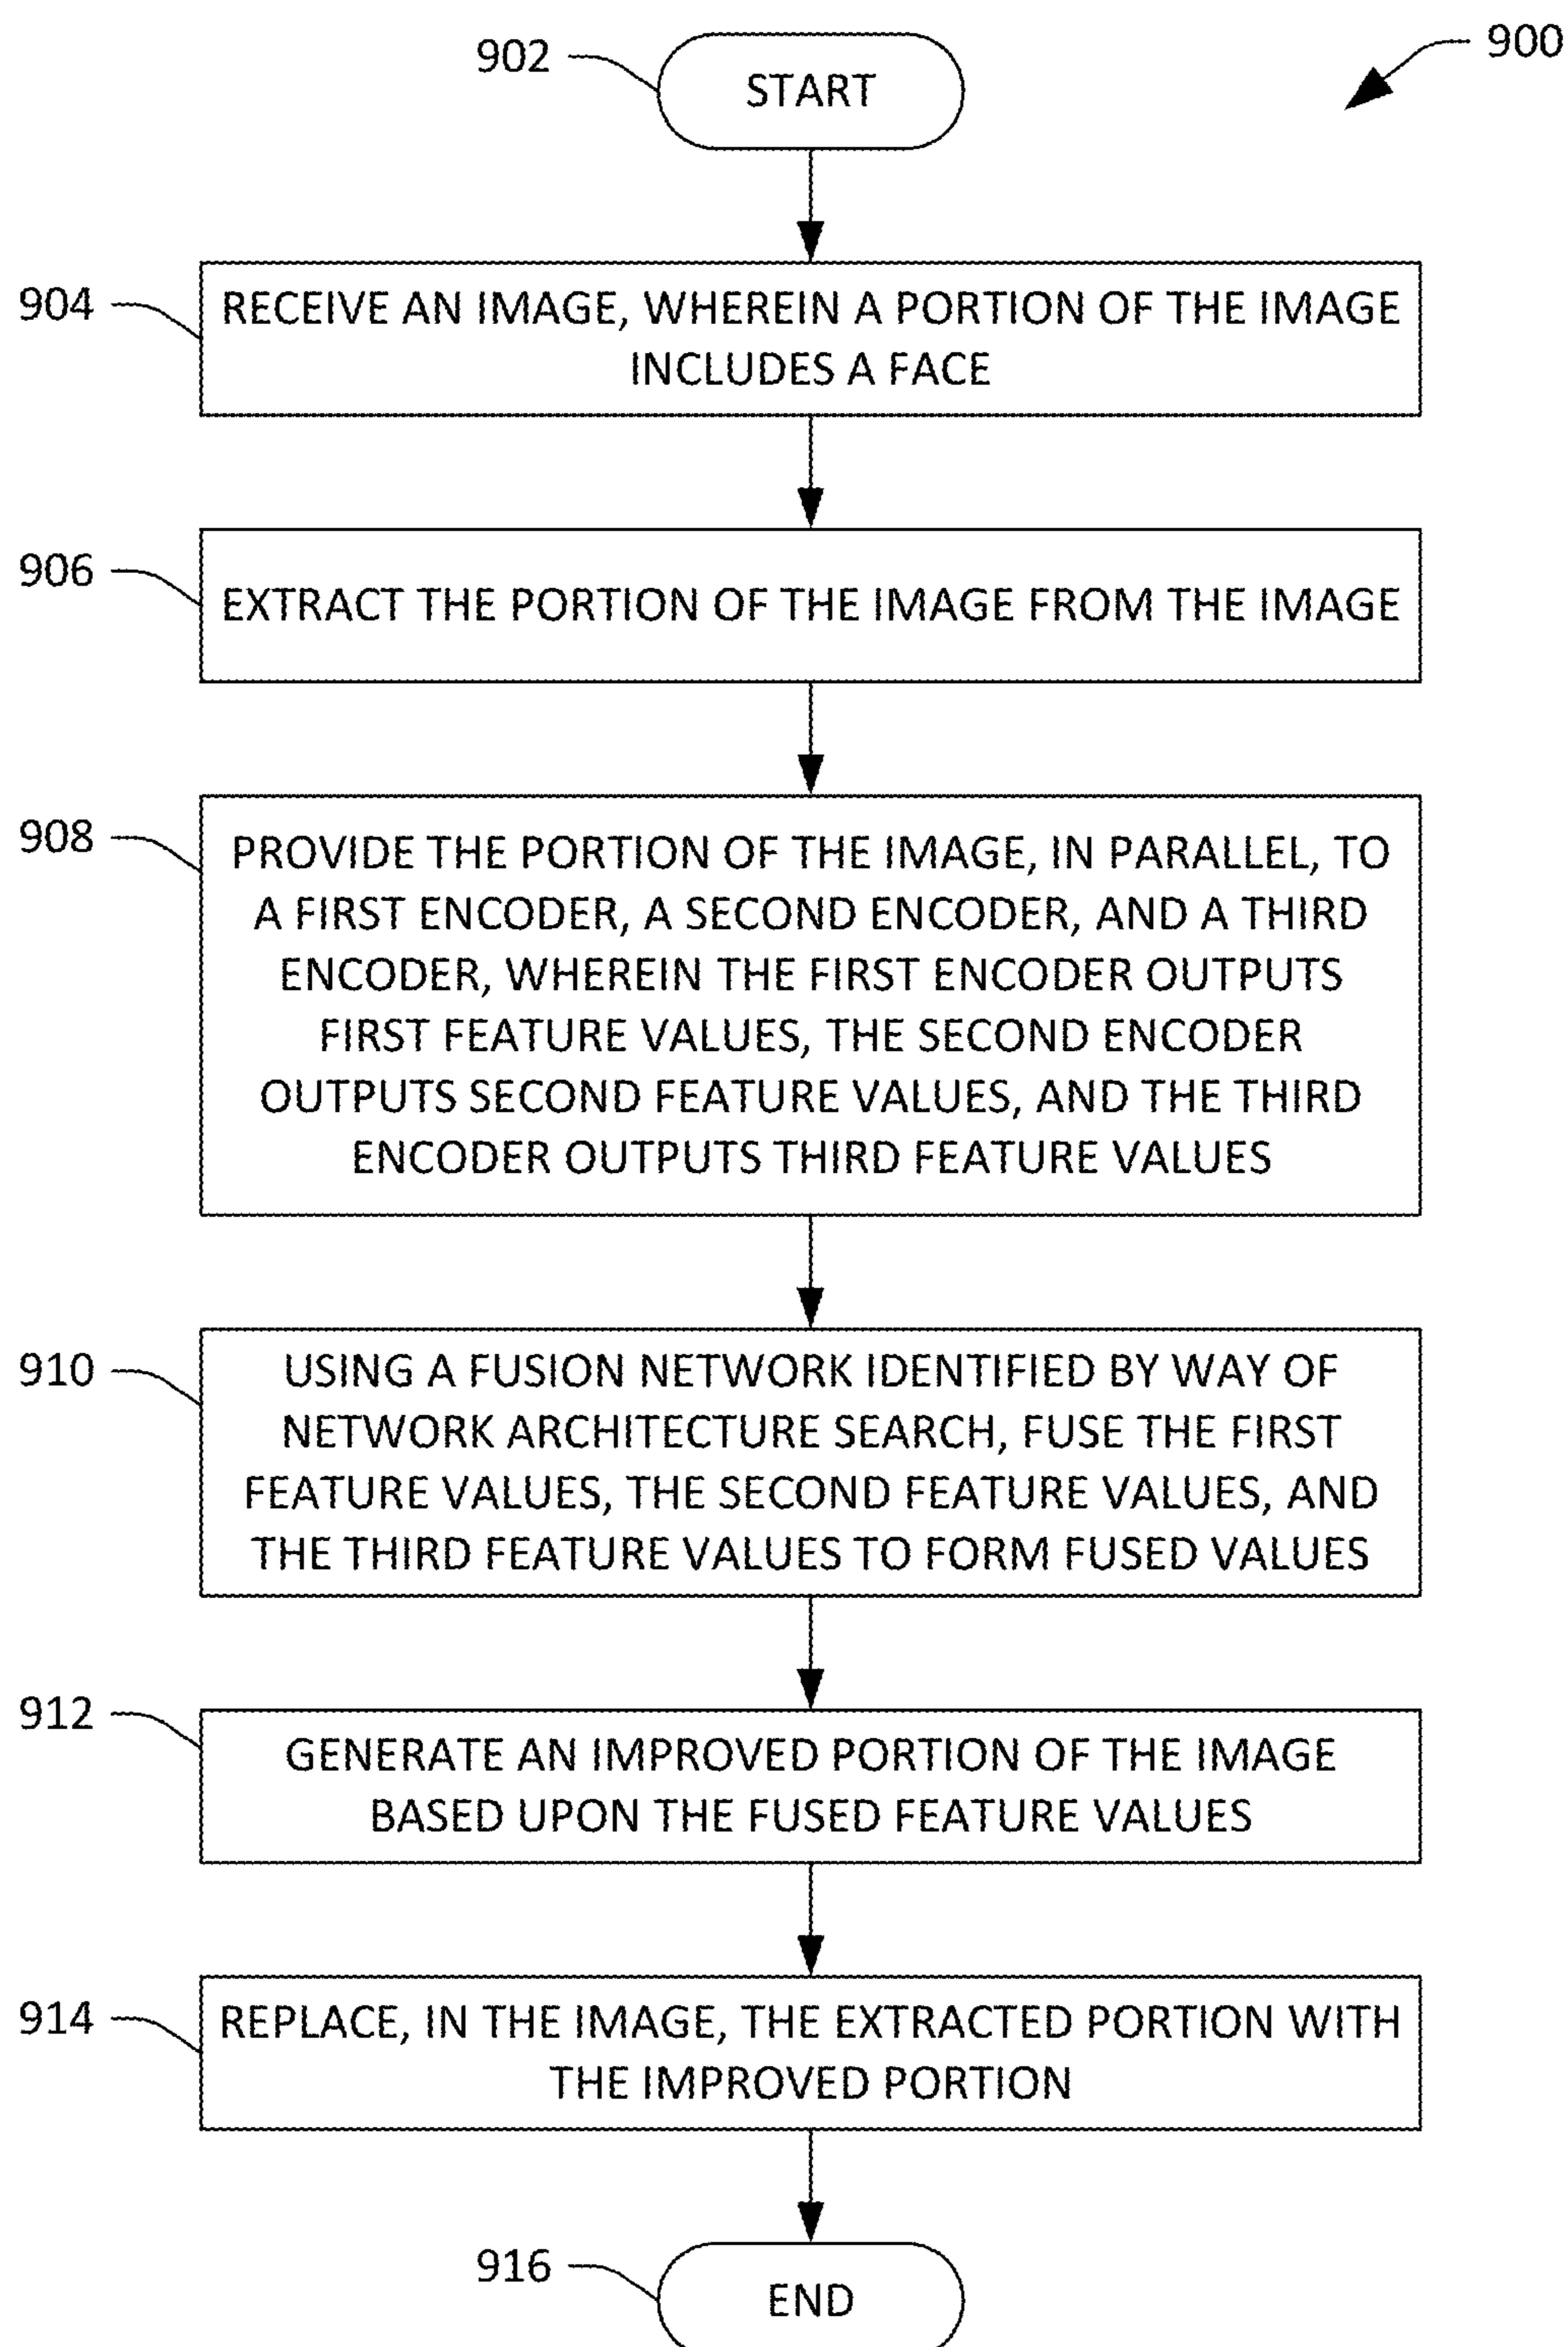 900
902
START
904
RECEIVE AN IMAGE, WHEREIN A PORTION OF THE IMAGE
INCLUDES A FACE
906
EXTRACT THE PORTION OF THE IMAGE FROM THE IMAGE
908
PROVIDE THE PORTION OF THE IMAGE, IN PARALLEL, TO
A FIRST ENCODER, A SECOND ENCODER, AND A THIRD
ENCODER, WHEREIN THE FIRST ENCODER OUTPUTS
FIRST FEATURE VALUES, THE SECOND ENCODER
OUTPUTS SECOND FEATURE VALUES, AND THE THIRD
ENCODER OUTPUTS THIRD FEATURE VALUES
910
USING A FUSION NETWORK IDENTIFIED BY WAY OF
NETWORK ARCHITECTURE SEARCH, FUSE THE FIRST
FEATURE VALUES, THE SECOND FEATURE VALUES, AND
THE THIRD FEATURE VALUES TO FORM FUSED VALUES
912
GENERATE AN IMPROVED PORTION OF THE IMAGE
BASED UPON THE FUSED FEATURE VALUES
914
REPLACE, IN THE IMAGE, THE EXTRACTED PORTION WITH
THE IMPROVED PORTION
916
END